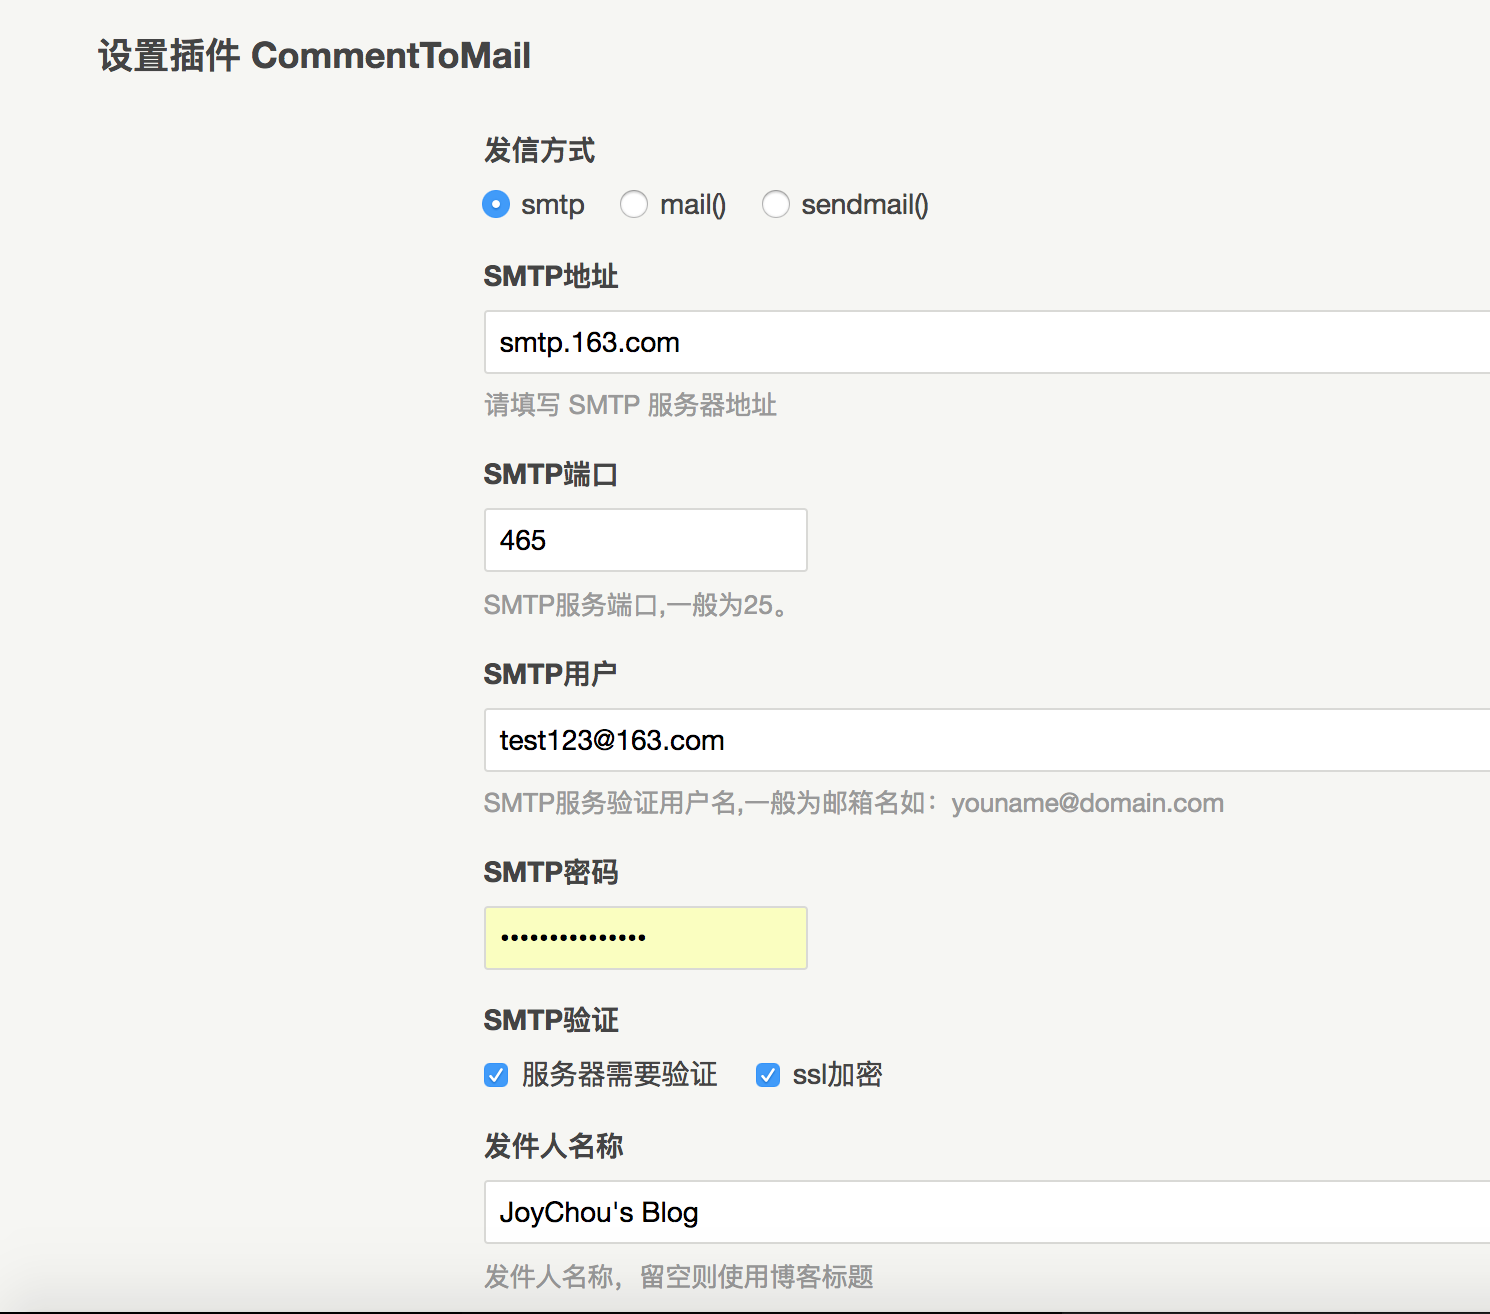 设置插件 CommentToMail
发信方式
smtp mail() sendmail()
SMTP地址
smtp.163.com
请填写 SMTP 服务器地址
SMTP端口
465
SMTP服务端口,一般为25。
SMTP用户
test123@163.com
SMTP服务验证用户名,一般为邮箱名如：youname@domain.com
SMTP密码
•••••••••••••••
SMTP验证
服务器需要验证 ssl加密
发件人名称
JoyChou's Blog
发件人名称，留空则使用博客标题